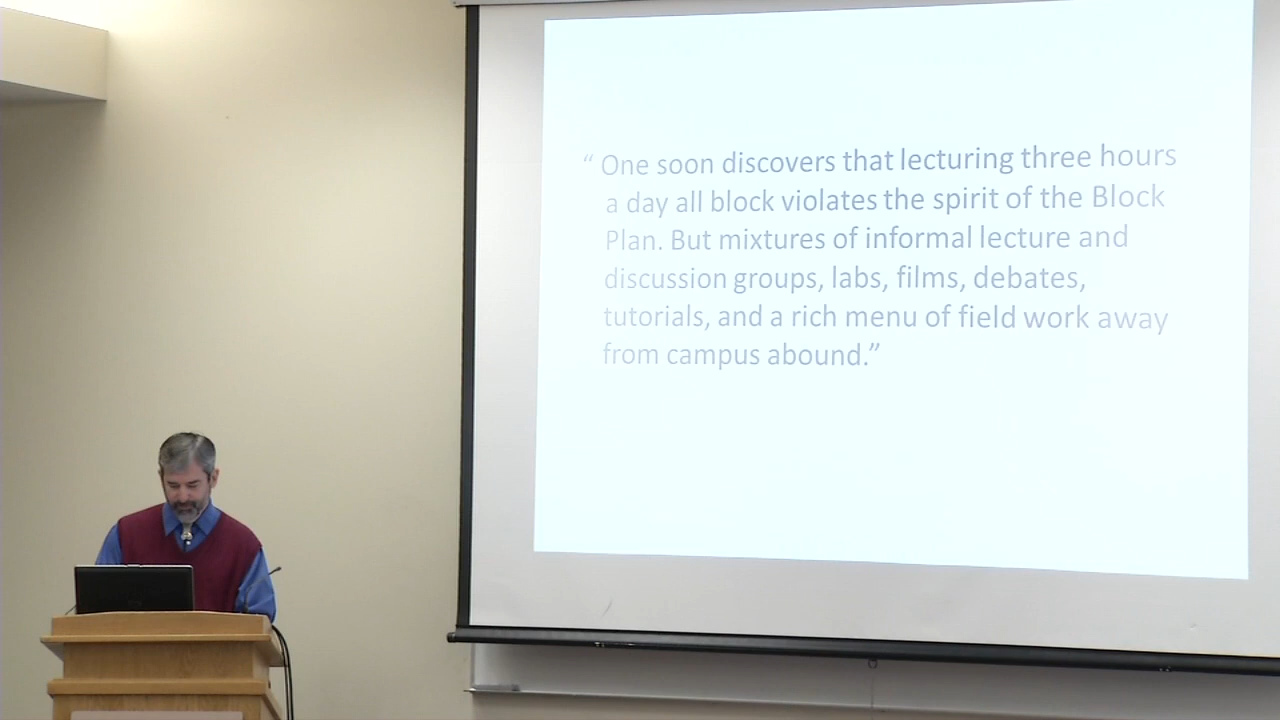 “ One soon discovers that lecturing three hours
a day all block violates the spirit of the Block
Plan. But mixtures of informal lecture and
discussion groups, labs, films, debates,
tutorials, and a rich menu of field work away
from campus abound.”